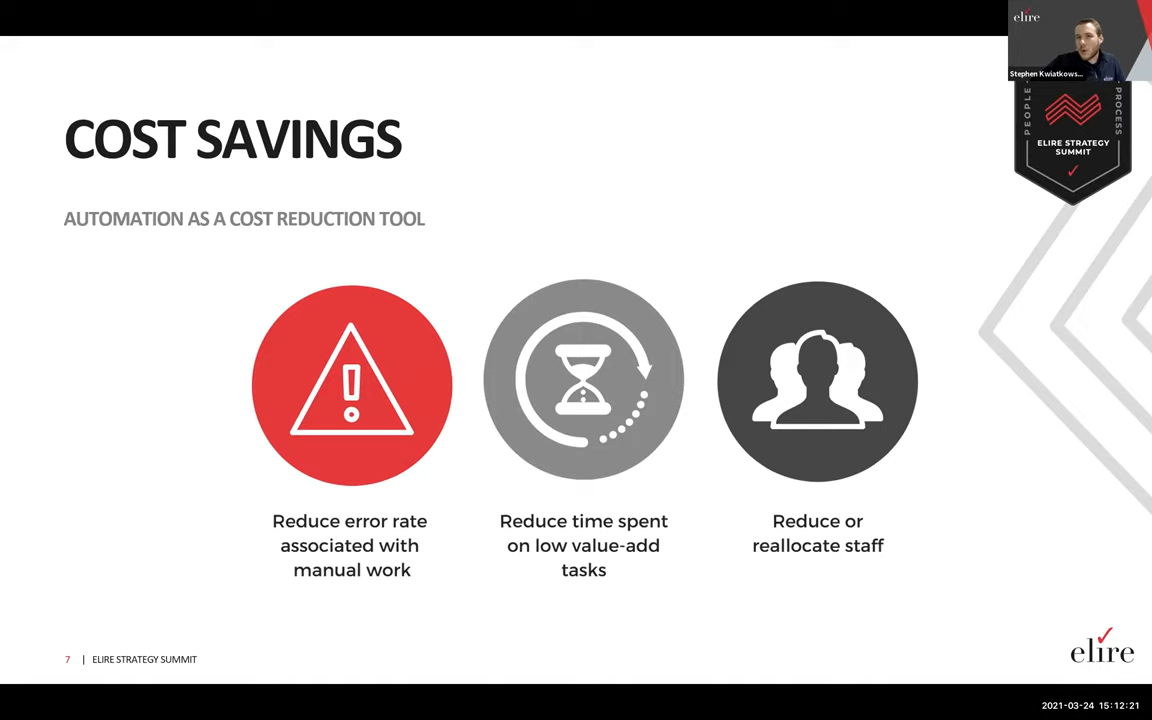 elire
Stephen Kwiatkows...
PEOPLE
PROCESS
ELIRE STRATEGY
SUMMIT
COST SAVINGS
AUTOMATION AS A COST REDUCTION TOOL
Reduce error rate
associated with
manual work
Reduce time spent
on low value-add
tasks
Reduce or
reallocate staff
7 | ELIRE STRATEGY SUMMIT
elire
2021-03-24 15:12:21